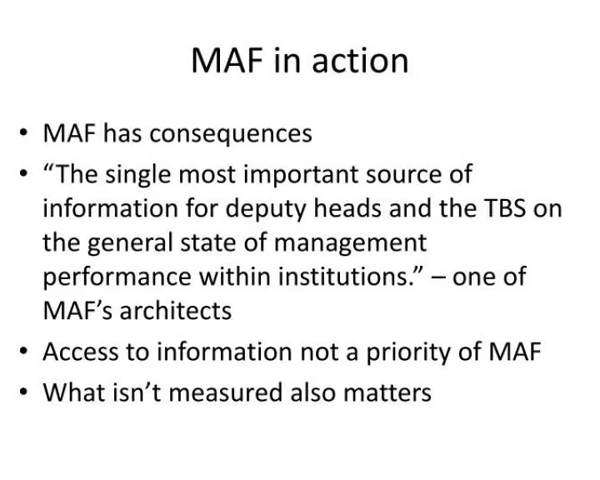 MAF in action
• MAF has consequences
• “The single most important source of
information for deputy heads and the TBS on
the general state of management
performance within institutions.” – one of
MAF’s architects
• Access to information not a priority of MAF
• What isn’t measured also matters